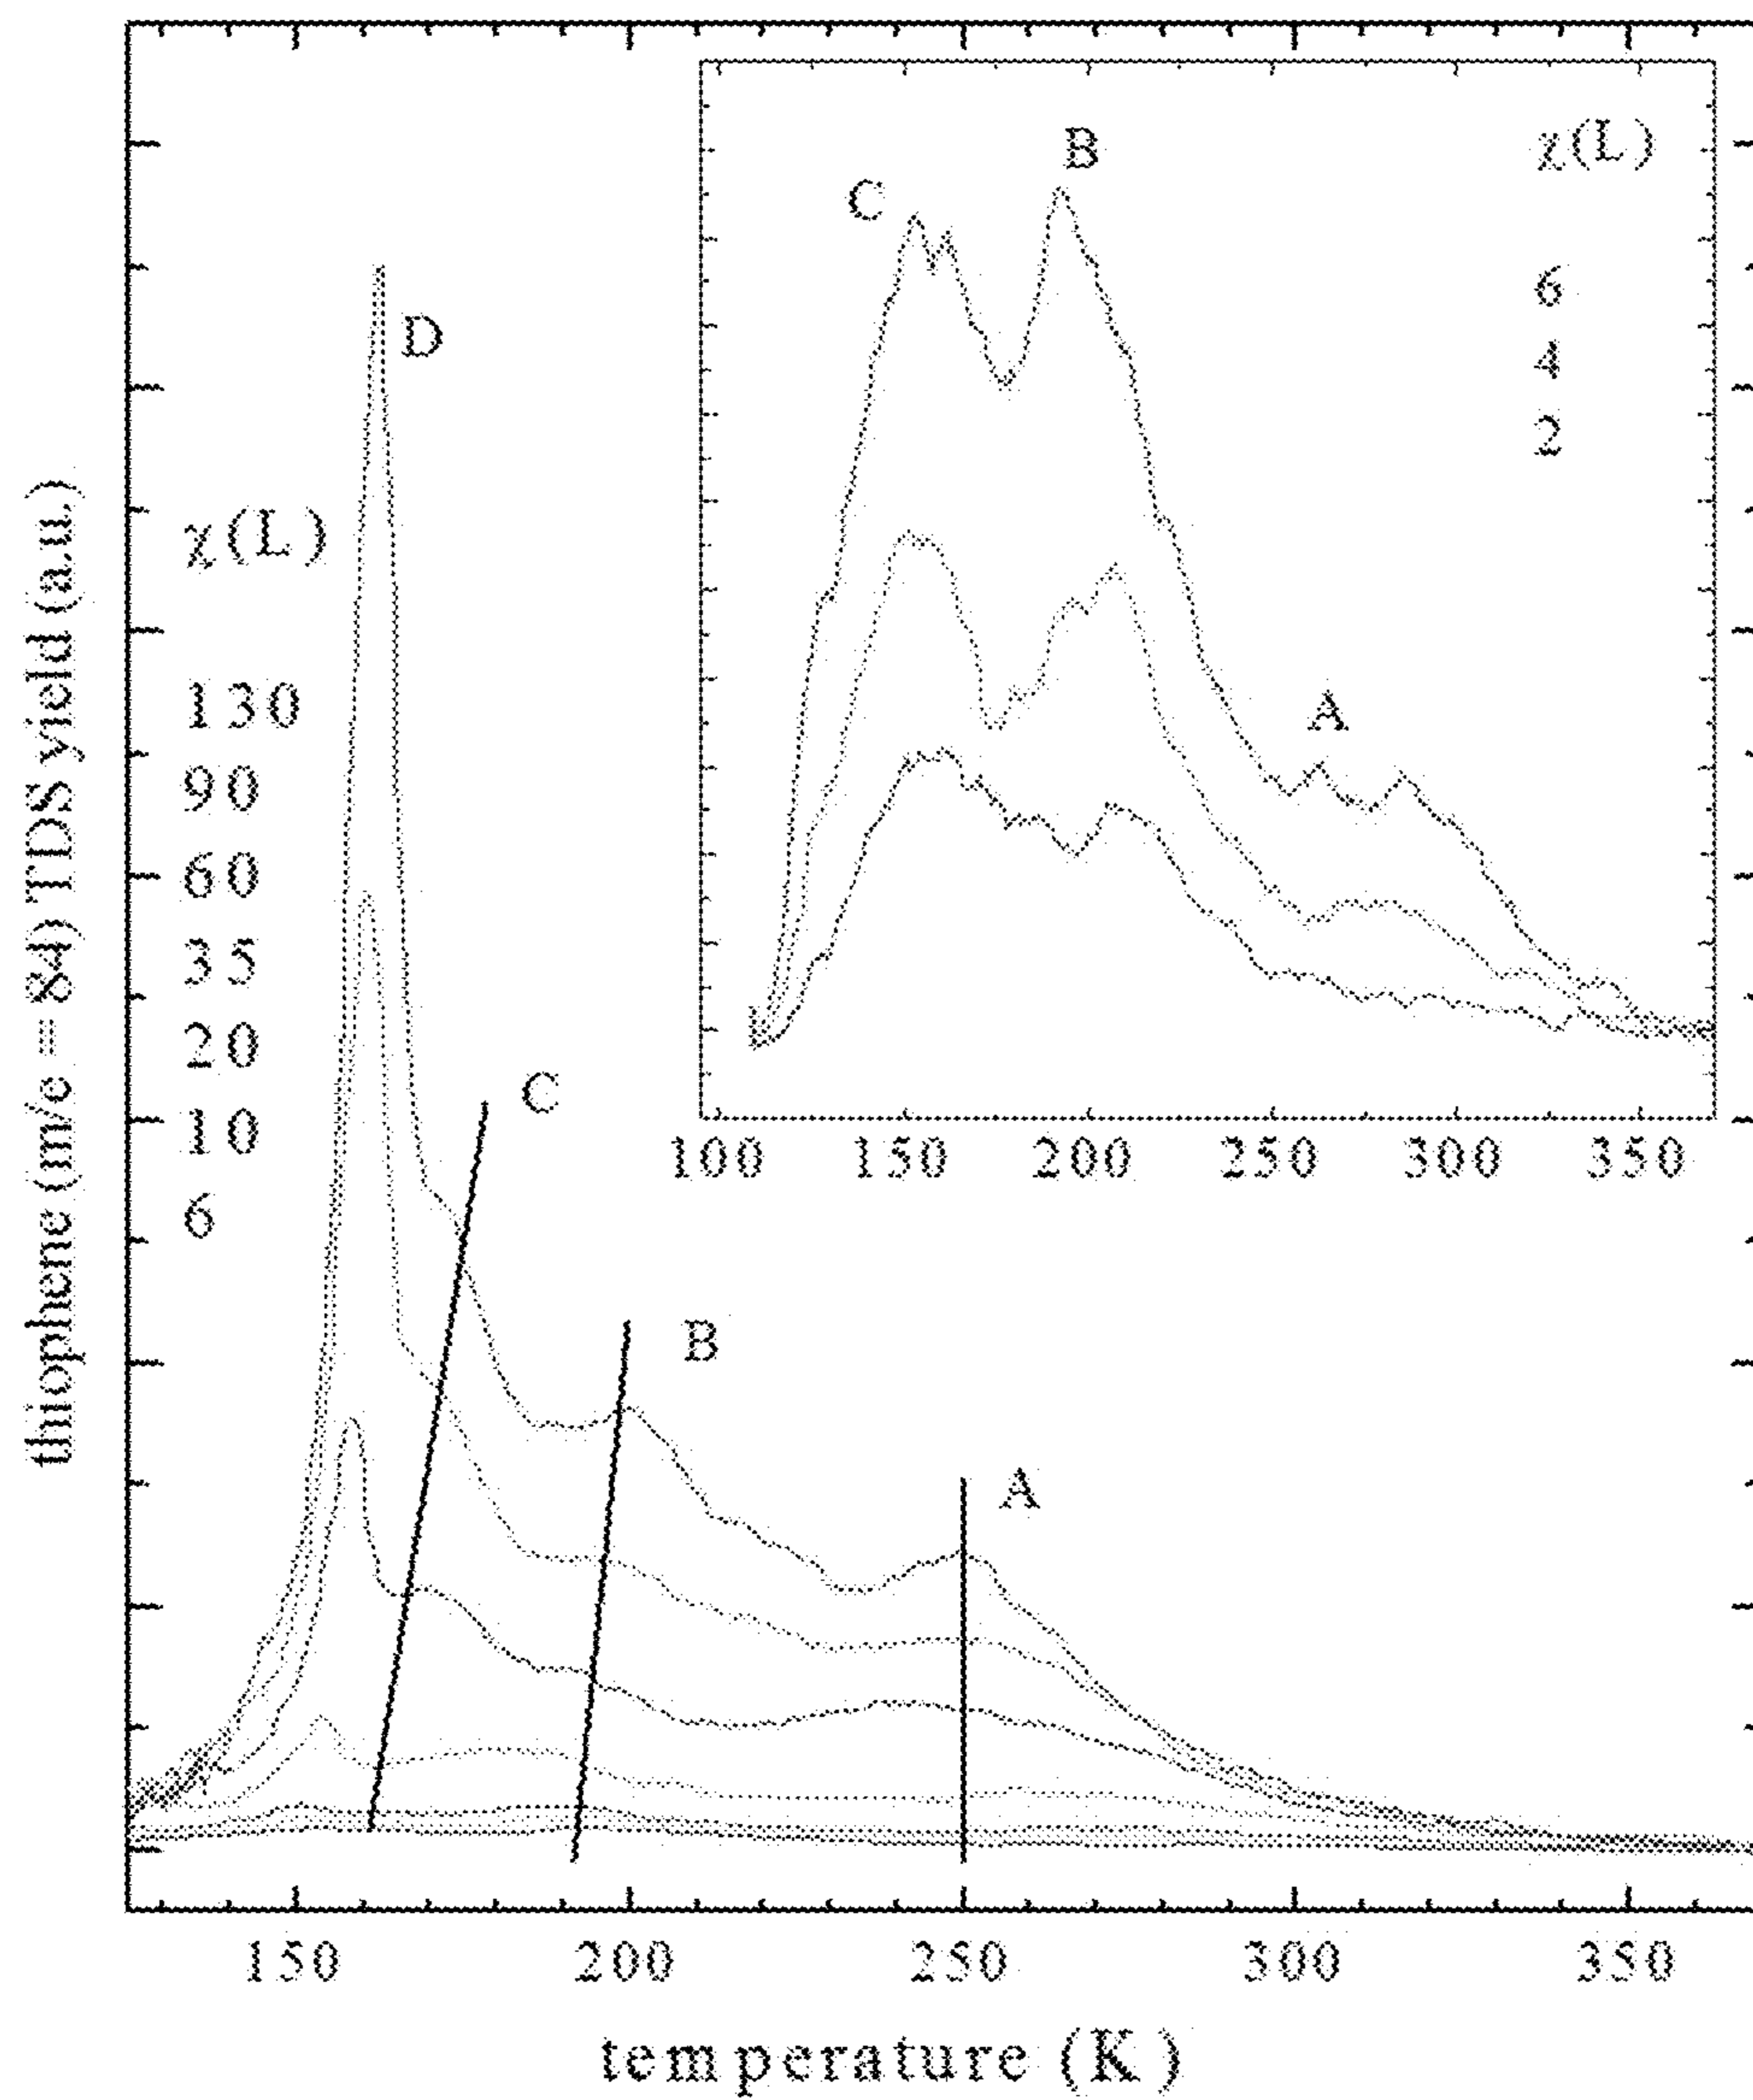 thiophene (m/e = 84) TDS yield (a.u.)
χ(L)
130
90
60
35
20
10
6
D
C
B
A
150 200 250 300 350
temperature (K)
χ(L)
6
4
2
C
B
A
100 150 200 250 300 350